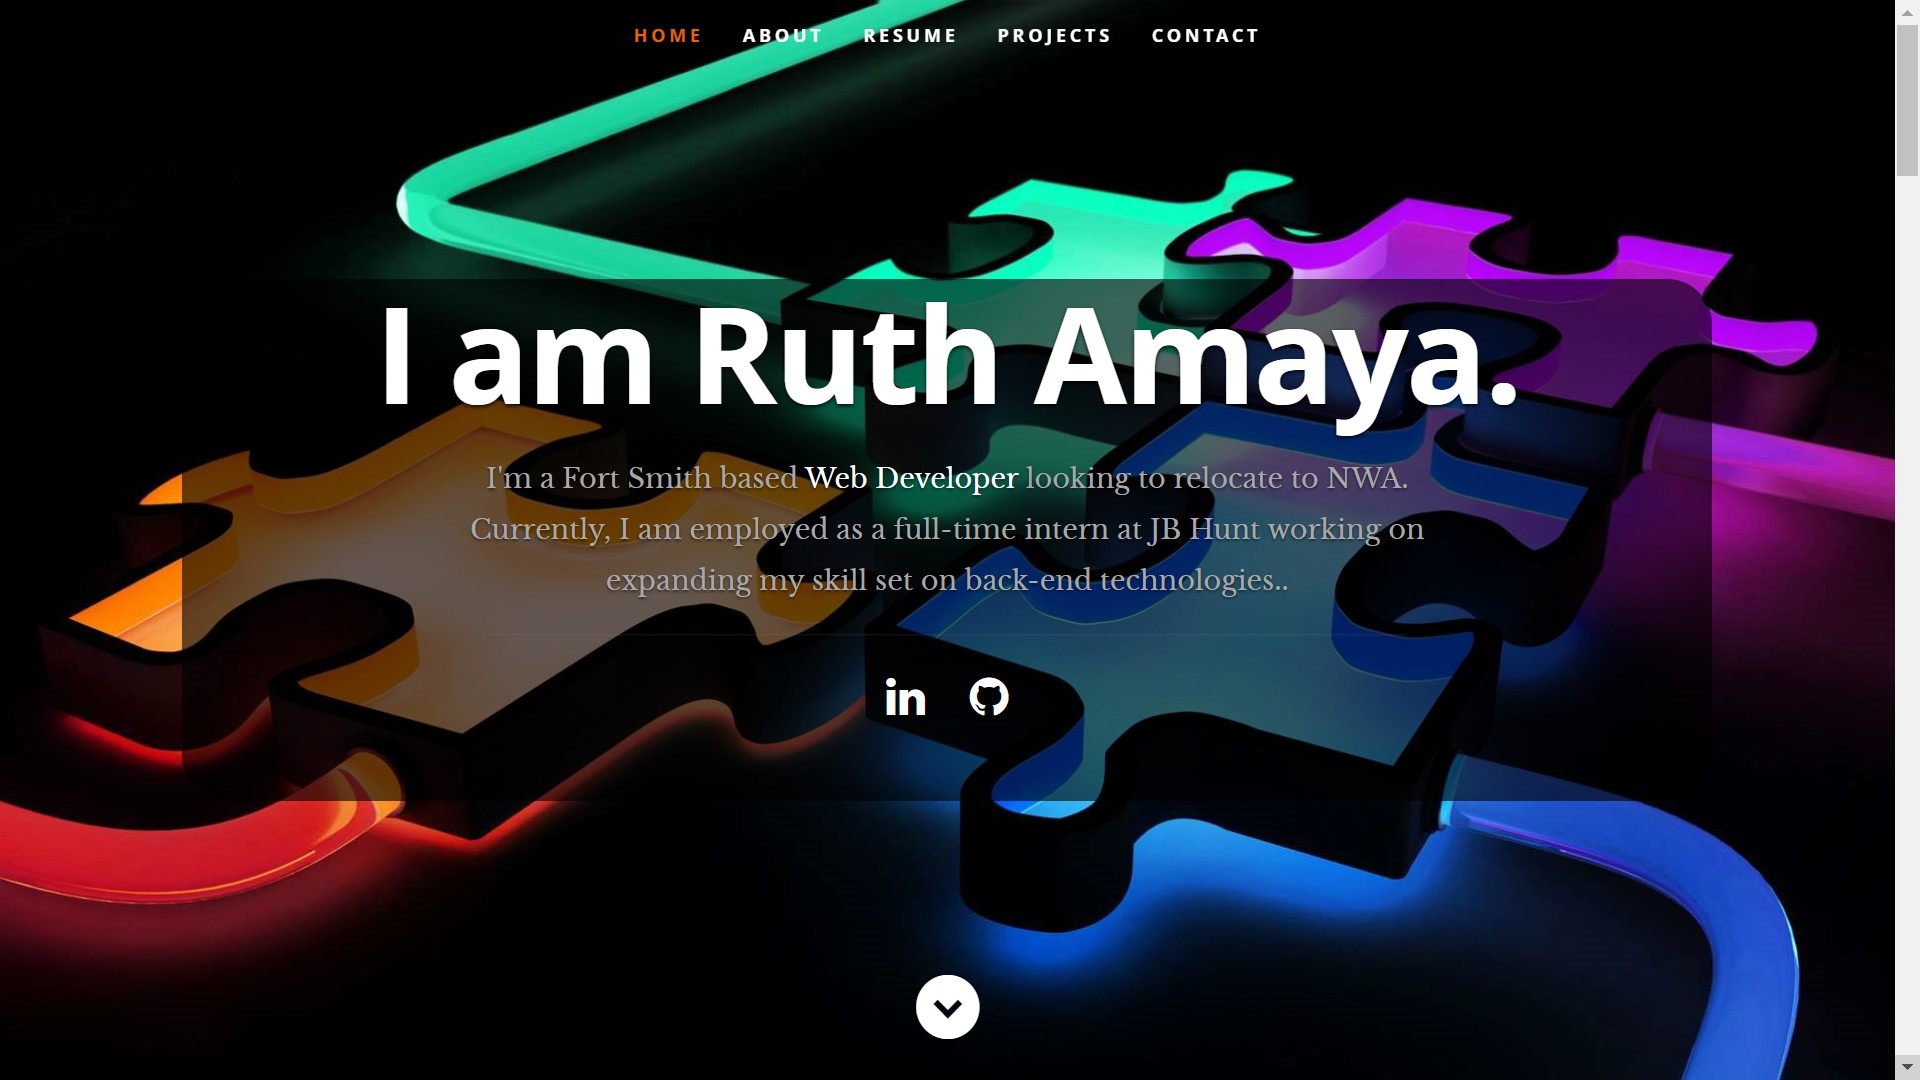 HOME ABOUT RESUME PROJECTS CONTACT
I am Ruth Amaya.
I'm a Fort Smith based Web Developer looking to relocate to NWA.
Currently, I am employed as a full-time intern at JB Hunt working on
expanding my skill set on back-end technologies..
in